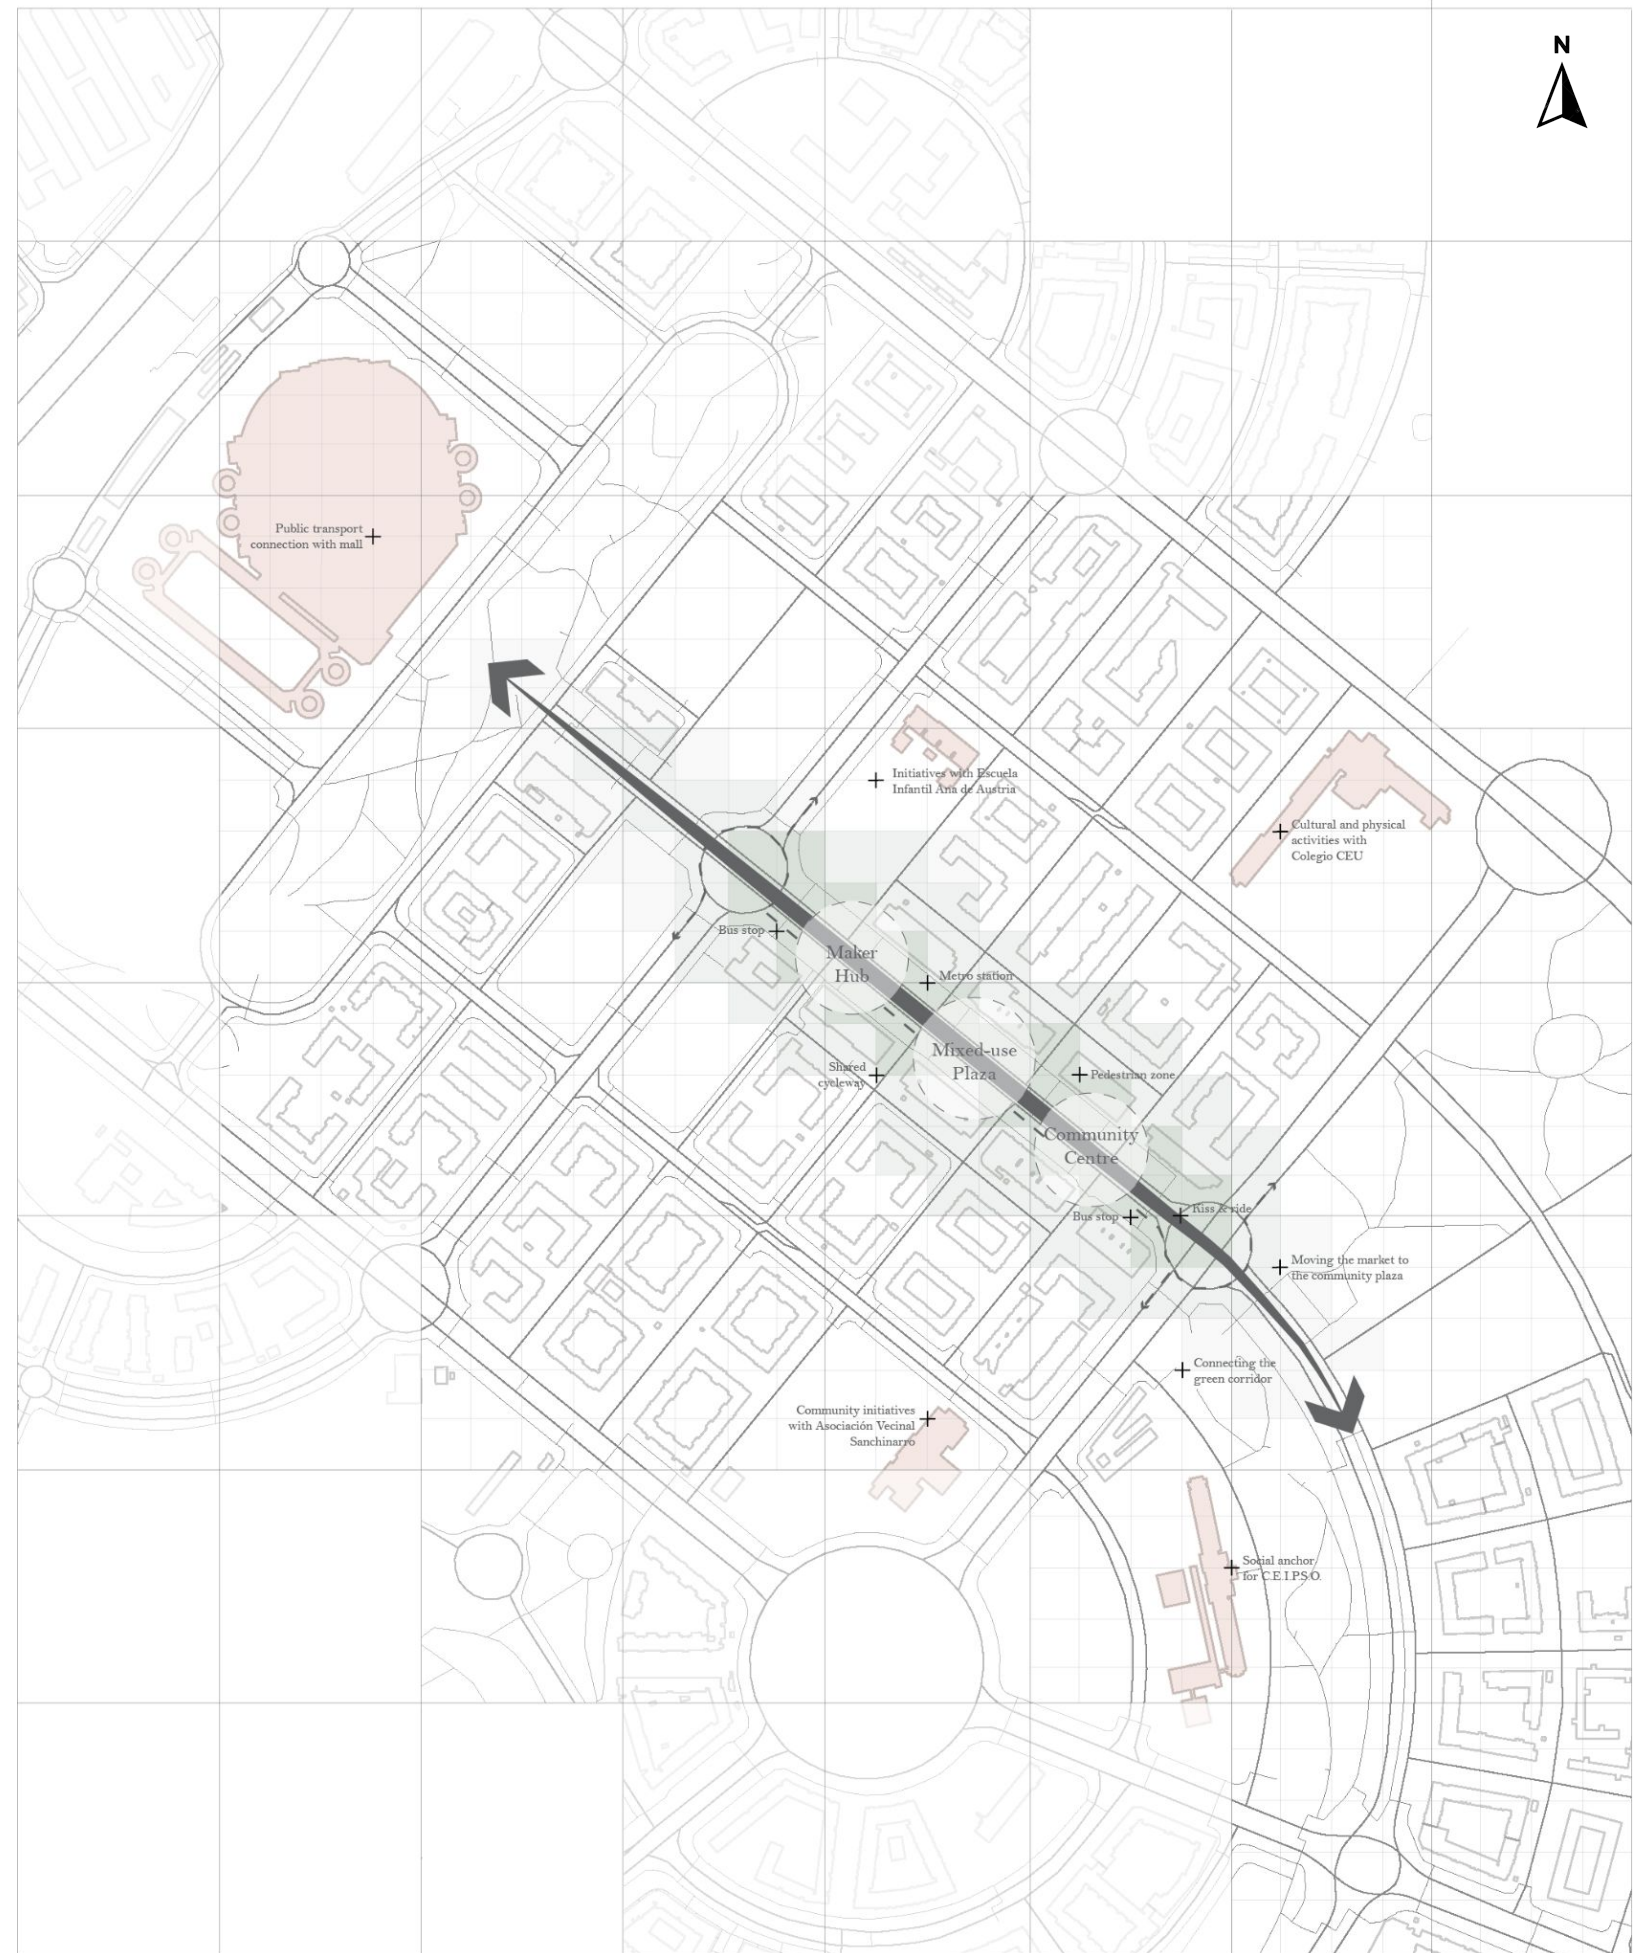 N
Public transport
connection with mall
Initiatives with Escuela
Infantil Ana de Austria
Cultural and physical
activities with
Colegio CEU
Bus stop
Maker
Hub
Metro station
Mixed-use
Plaza
Shared
cycleway
Pedestrian zone
Community
Centre
Bus stop
Kiss & ride
Moving the market to
the community plaza
Connecting the
green corridor
Community initiatives
with Asociación Vecinal
Sanchinarro
Social anchor
for C.E.I.P.S.O.